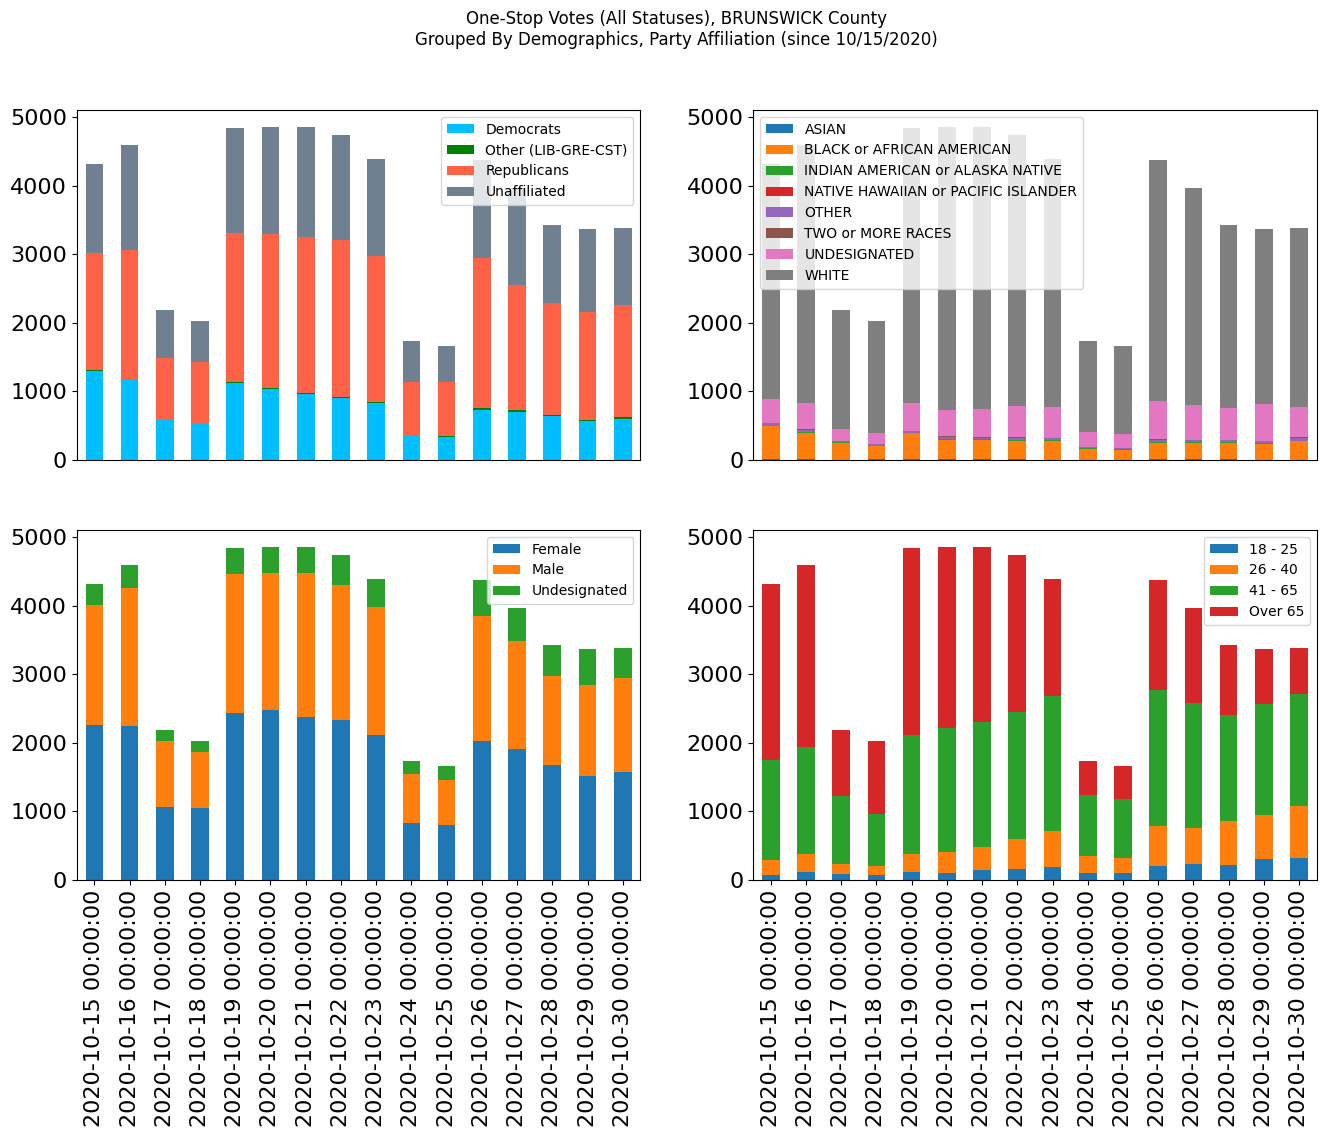 One-Stop Votes (All Statuses), BRUNSWICK County
Grouped By Demographics, Party Affiliation (since 10/15/2020)
5000
4000
3000
2000
1000
0
Democrats
Other (LIB-GRE-CST)
Republicans
Unaffiliated
5000
4000
3000
2000
1000
0
ASIAN
BLACK or AFRICAN AMERICAN
INDIAN AMERICAN or ALASKA NATIVE
NATIVE HAWAIIAN or PACIFIC ISLANDER
OTHER
TWO or MORE RACES
UNDESIGNATED
WHITE
5000
4000
3000
2000
1000
0
Female
Male
Undesignated
2020-10-15 00:00:00
2020-10-16 00:00:00
2020-10-17 00:00:00
2020-10-18 00:00:00
2020-10-19 00:00:00
2020-10-20 00:00:00
2020-10-21 00:00:00
2020-10-22 00:00:00
2020-10-23 00:00:00
2020-10-24 00:00:00
2020-10-25 00:00:00
2020-10-26 00:00:00
2020-10-27 00:00:00
2020-10-28 00:00:00
2020-10-29 00:00:00
2020-10-30 00:00:00
5000
4000
3000
2000
1000
0
18 - 25
26 - 40
41 - 65
Over 65
2020-10-15 00:00:00
2020-10-16 00:00:00
2020-10-17 00:00:00
2020-10-18 00:00:00
2020-10-19 00:00:00
2020-10-20 00:00:00
2020-10-21 00:00:00
2020-10-22 00:00:00
2020-10-23 00:00:00
2020-10-24 00:00:00
2020-10-25 00:00:00
2020-10-26 00:00:00
2020-10-27 00:00:00
2020-10-28 00:00:00
2020-10-29 00:00:00
2020-10-30 00:00:00